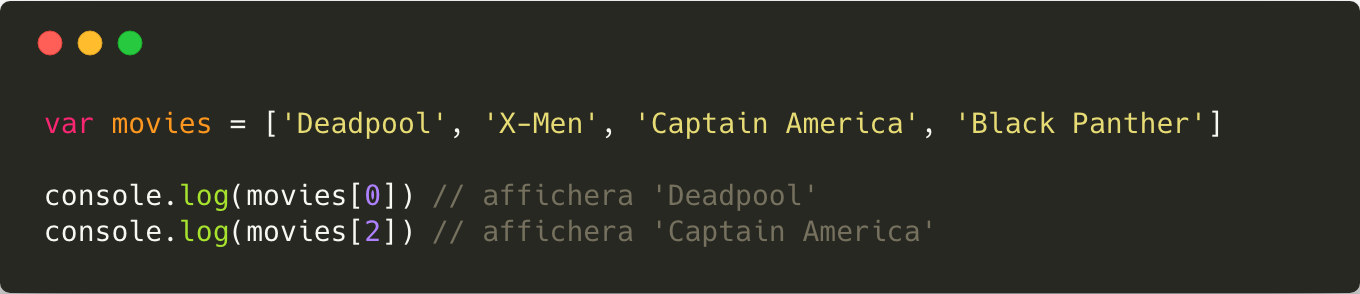 var movies = ['Deadpool', 'X-Men', 'Captain America', 'Black Panther']
console.log(movies[0]) // affichera 'Deadpool'
console.log(movies[2]) // affichera 'Captain America'